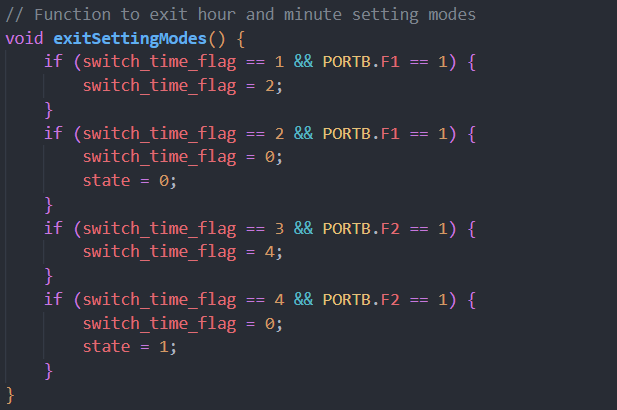 // Function to exit hour and minute setting modes
void exitSettingModes() {
    if (switch_time_flag == 1 && PORTB.F1 == 1) {
        switch_time_flag = 2;
    }
    if (switch_time_flag == 2 && PORTB.F1 == 1) {
        switch_time_flag = 0;
        state = 0;
    }
    if (switch_time_flag == 3 && PORTB.F2 == 1) {
        switch_time_flag = 4;
    }
    if (switch_time_flag == 4 && PORTB.F2 == 1) {
        switch_time_flag = 0;
        state = 1;
    }
}